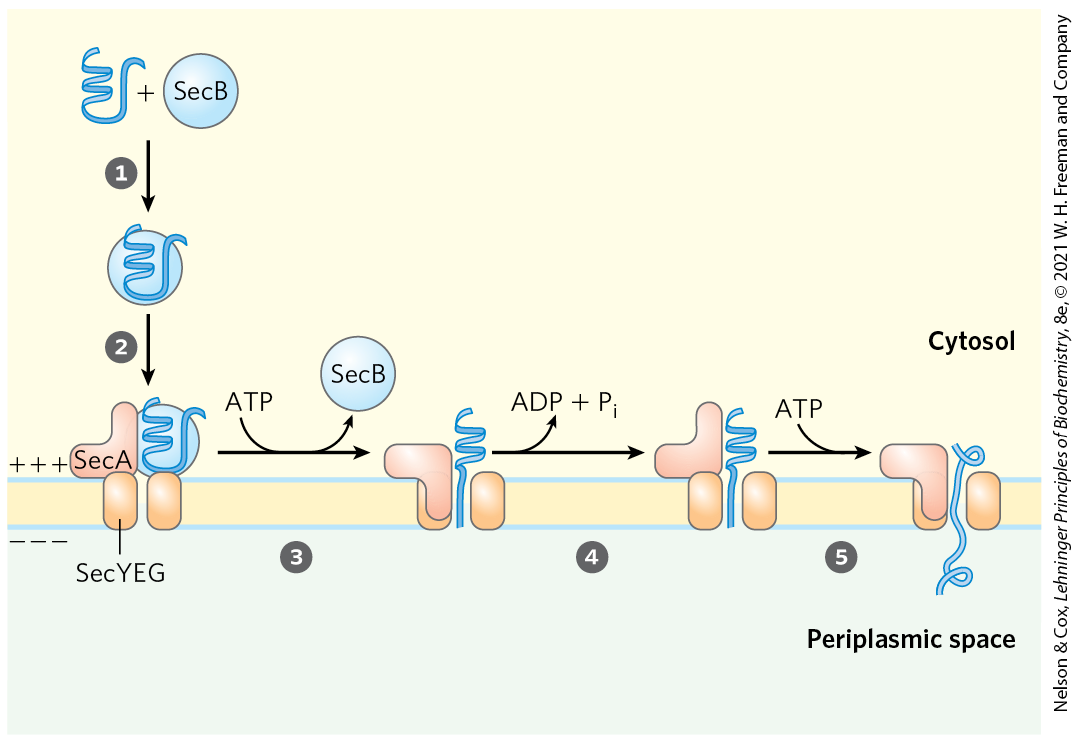 +
SecB
1
2
Cytosol
SecB
ATP
ADP + Pᵢ
ATP
+++
SecA
– – –
3
4
5
SecYEG
Periplasmic space
Nelson & Cox, Lehninger Principles of Biochemistry, 8e, © 2021 W. H. Freeman and Company